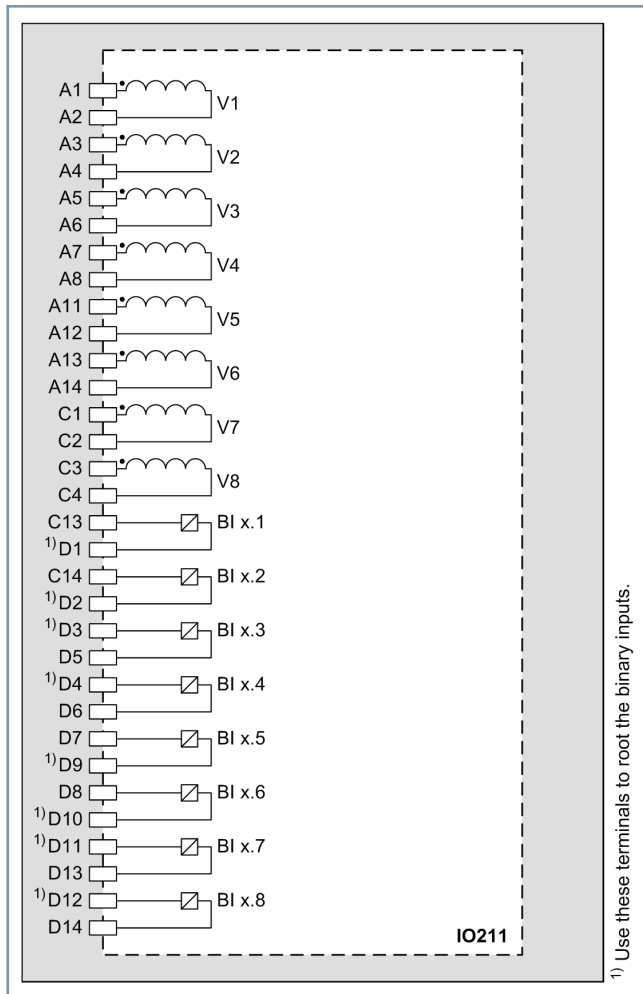 A1
V1
A2
A3
V2
A4
A5
V3
A6
A7
V4
A8
A11
V5
A12
A13
V6
A14
C1
V7
C2
C3
V8
C4
C13 BI x.1
1) D1
C14 BI x.2
1) D2
1) D3 BI x.3
D5
1) D4 BI x.4
D6
D7 BI x.5
1) D9
D8 BI x.6
1) D10
1) D11 BI x.7
D13
1) D12 BI x.8
D14
IO211
1) Use these terminals to root the binary inputs.